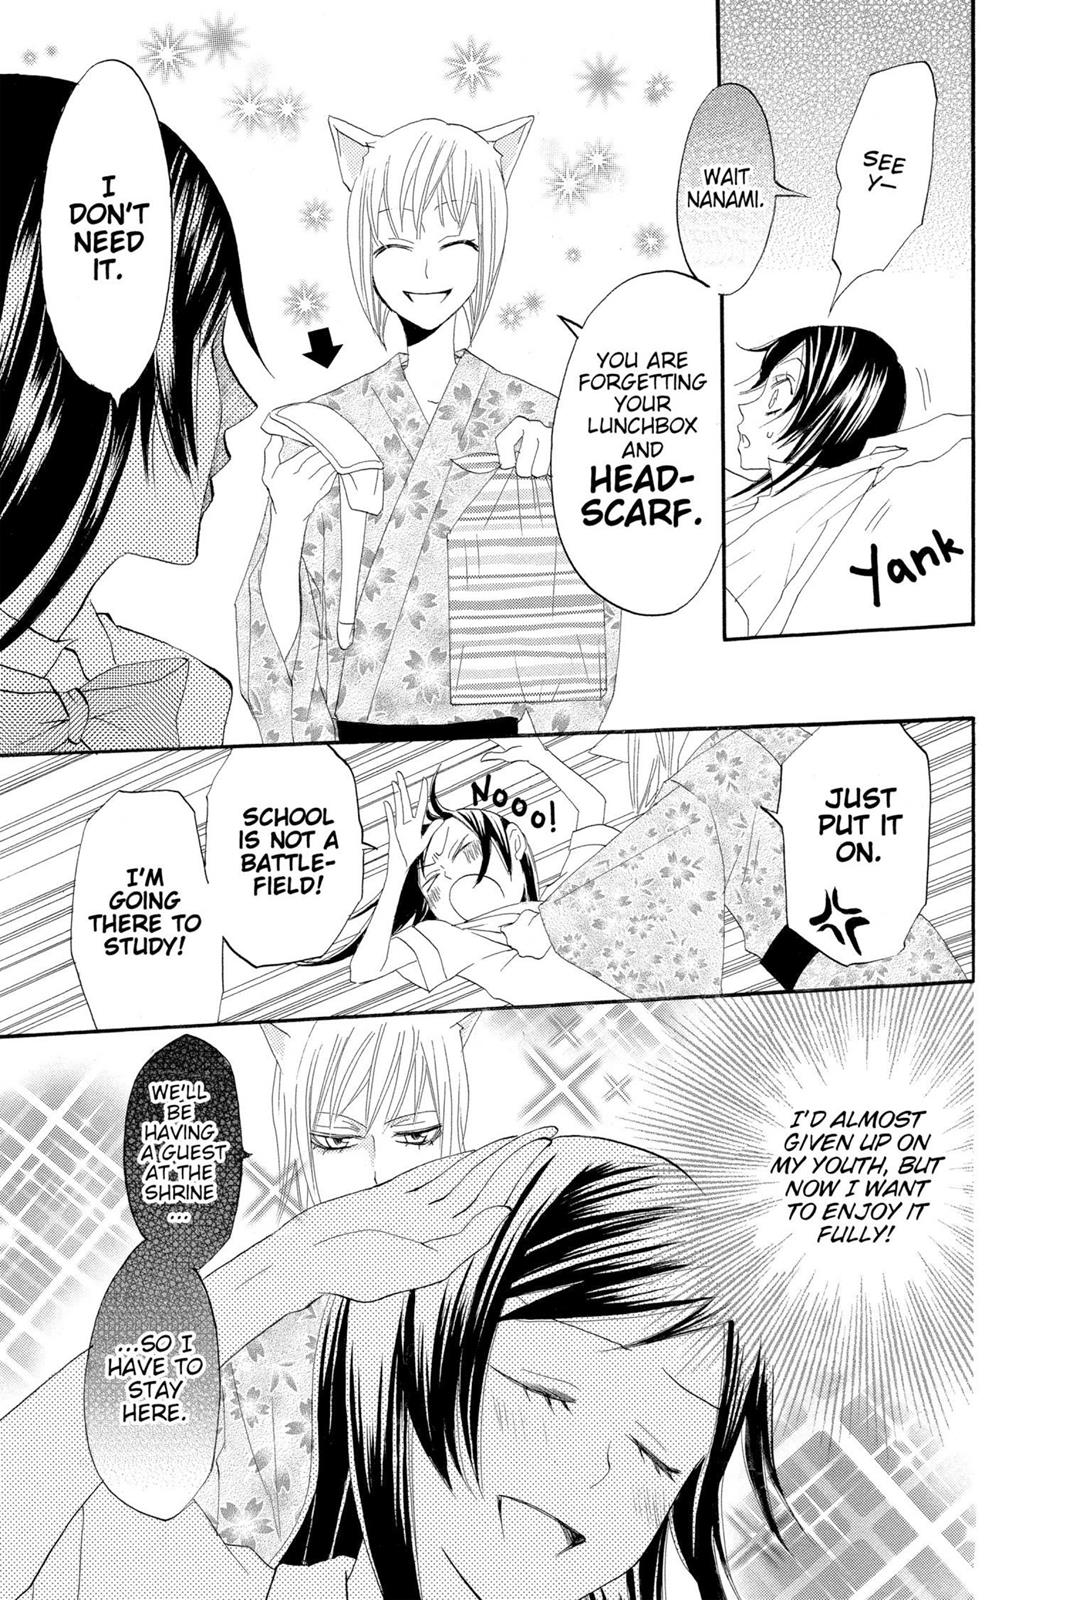 SEE
Y—
WAIT
NANAMI.
Yank
YOU ARE
FORGETTING
YOUR
LUNCHBOX
AND
HEAD-
SCARF.
I
DON'T
NEED
IT.
JUST
PUT IT
ON.
Nooo!
SCHOOL
IS NOT A
BATTLE-
FIELD!
I'M
GOING
THERE TO
STUDY!
I'D ALMOST
GIVEN UP ON
MY YOUTH, BUT
NOW I WANT
TO ENJOY IT
FULLY!
WE'LL
BE
HAVING
A GUEST
AT THE
SHRINE
...
...SO I
HAVE TO
STAY
HERE.